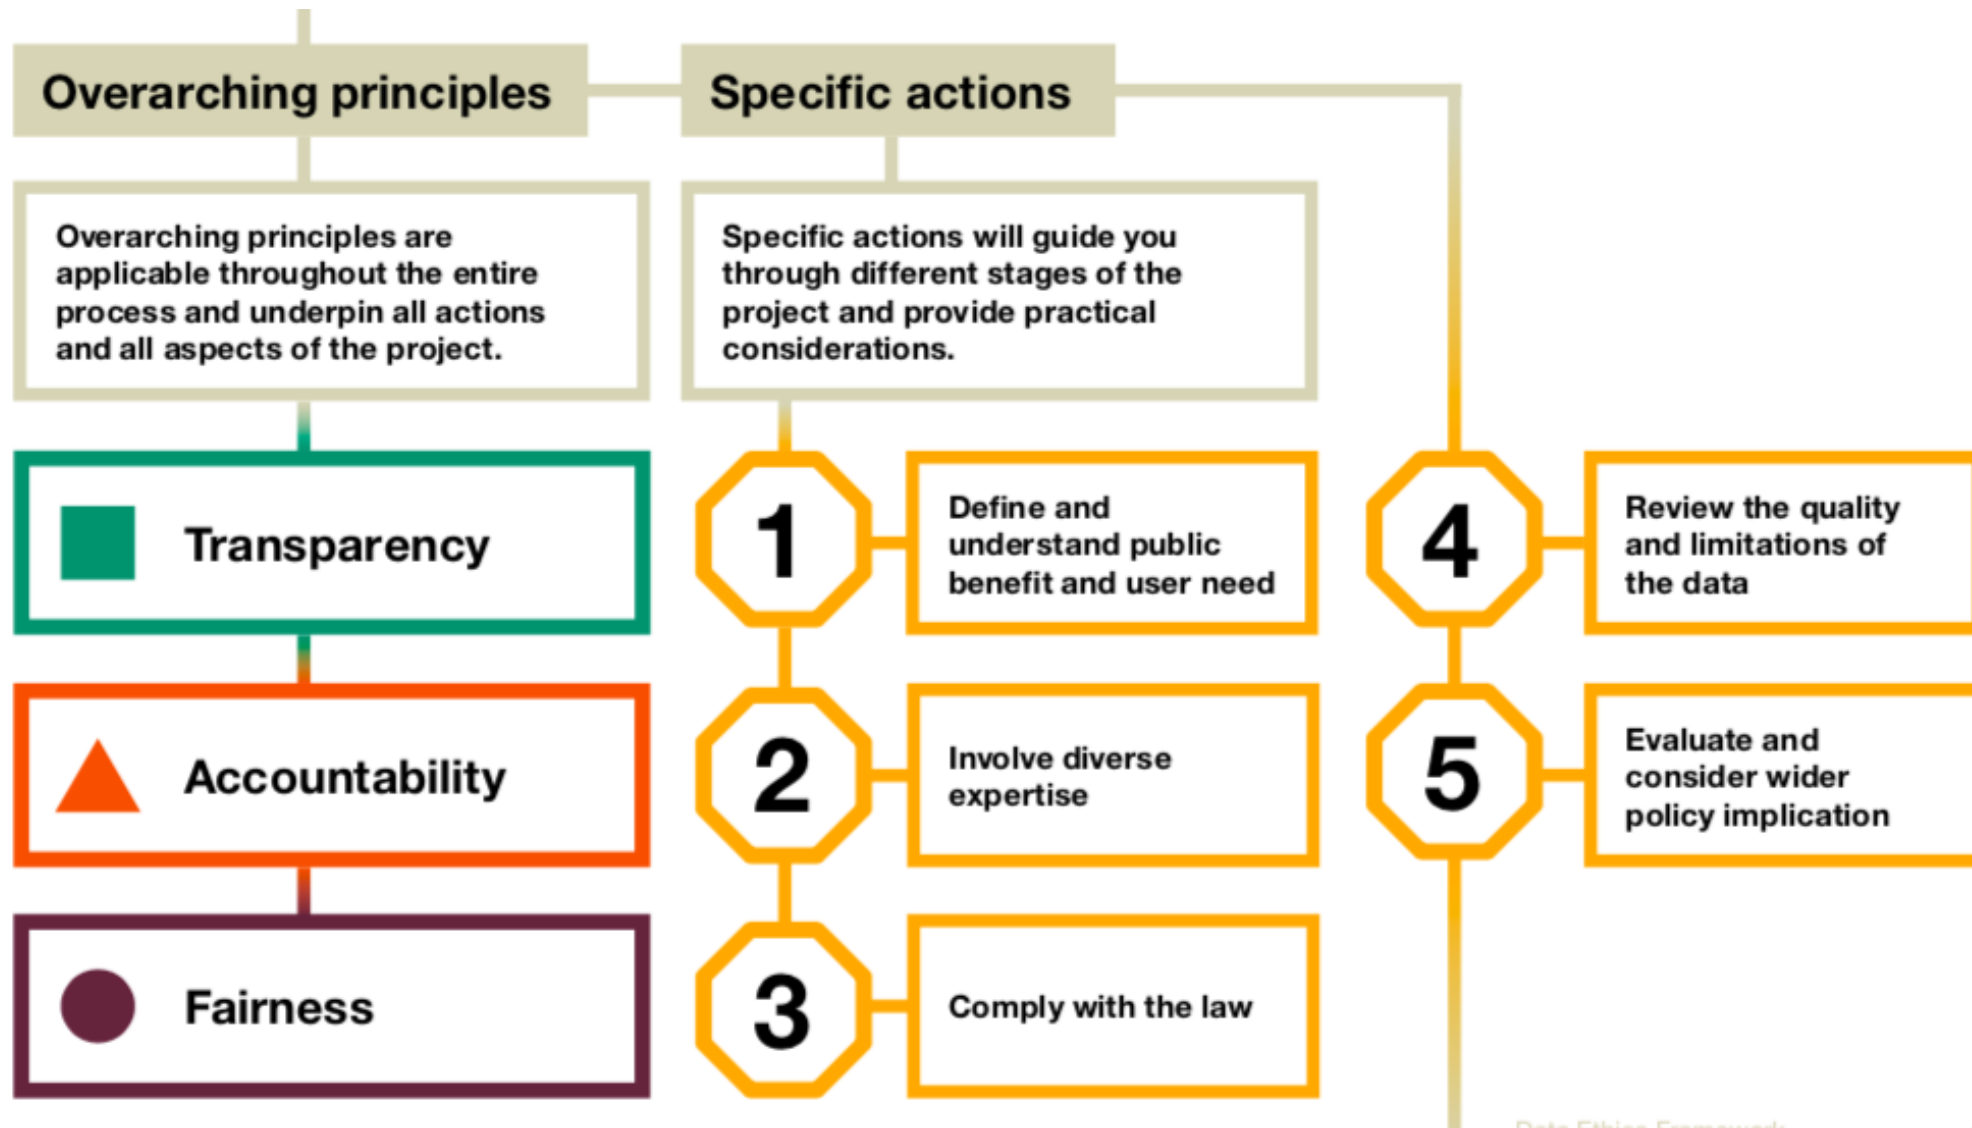 Overarching principles
Specific actions
Overarching principles are
applicable throughout the entire
process and underpin all actions
and all aspects of the project.
Specific actions will guide you
through different stages of the
project and provide practical
considerations.
Transparency
Accountability
Fairness
1
Define and
understand public
benefit and user need
2
Involve diverse
expertise
3
Comply with the law
4
Review the quality
and limitations of
the data
5
Evaluate and
consider wider
policy implication
Data Ethics Framework